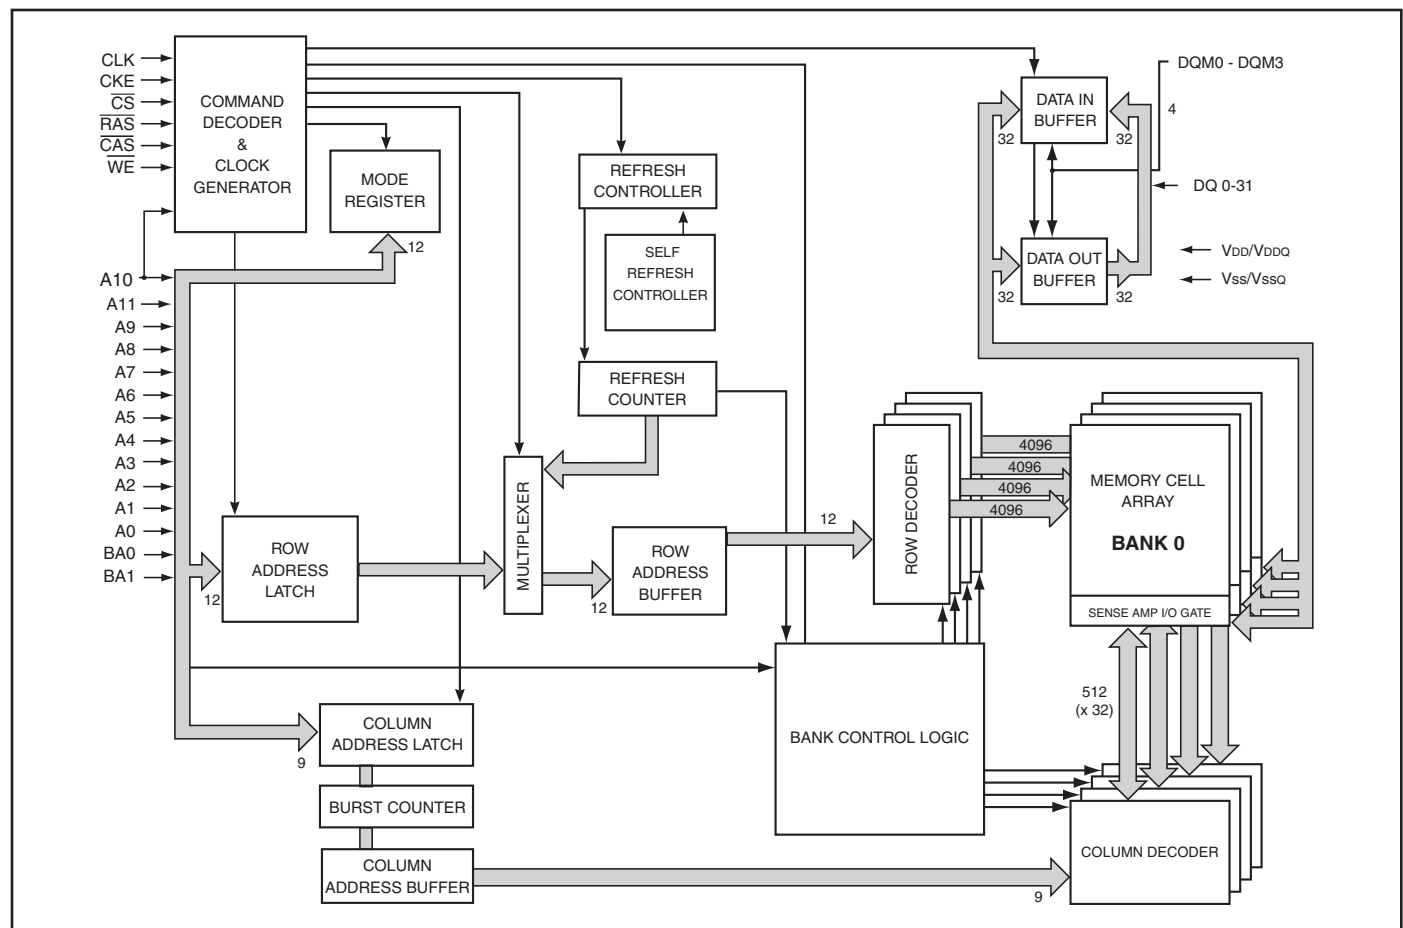 CLK
CKE
CS
RAS
CAS
WE
A10
A11
A9
A8
A7
A6
A5
A4
A3
A2
A1
A0
BA0
BA1
COMMAND
DECODER
&
CLOCK
GENERATOR
MODE
REGISTER
12
REFRESH
CONTROLLER
SELF
REFRESH
CONTROLLER
REFRESH
COUNTER
DATA IN
BUFFER
32
32
DQM0 - DQM3
4
DQ 0-31
DATA OUT
BUFFER
32
32
VDD/VDDQ
Vss/VssQ
ROW
ADDRESS
LATCH
12
MULTIPLEXER
12
ROW
ADDRESS
BUFFER
12
ROW DECODER
4096
4096
4096
4096
MEMORY CELL
ARRAY
BANK 0
SENSE AMP I/O GATE
512
(x 32)
BANK CONTROL LOGIC
COLUMN
ADDRESS LATCH
9
BURST COUNTER
COLUMN
ADDRESS BUFFER
9
COLUMN DECODER